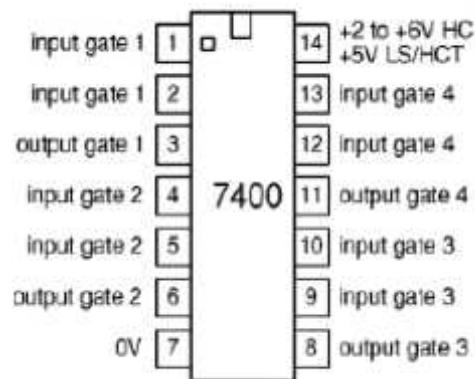 input gate 1 1 14 +2 to +6V HC
+5V LS/HCT
input gate 1 2 13 input gate 4
output gate 1 3 12 input gate 4
input gate 2 4 7400 11 output gate 4
input gate 2 5 10 input gate 3
output gate 2 6 9 input gate 3
0V 7 8 output gate 3